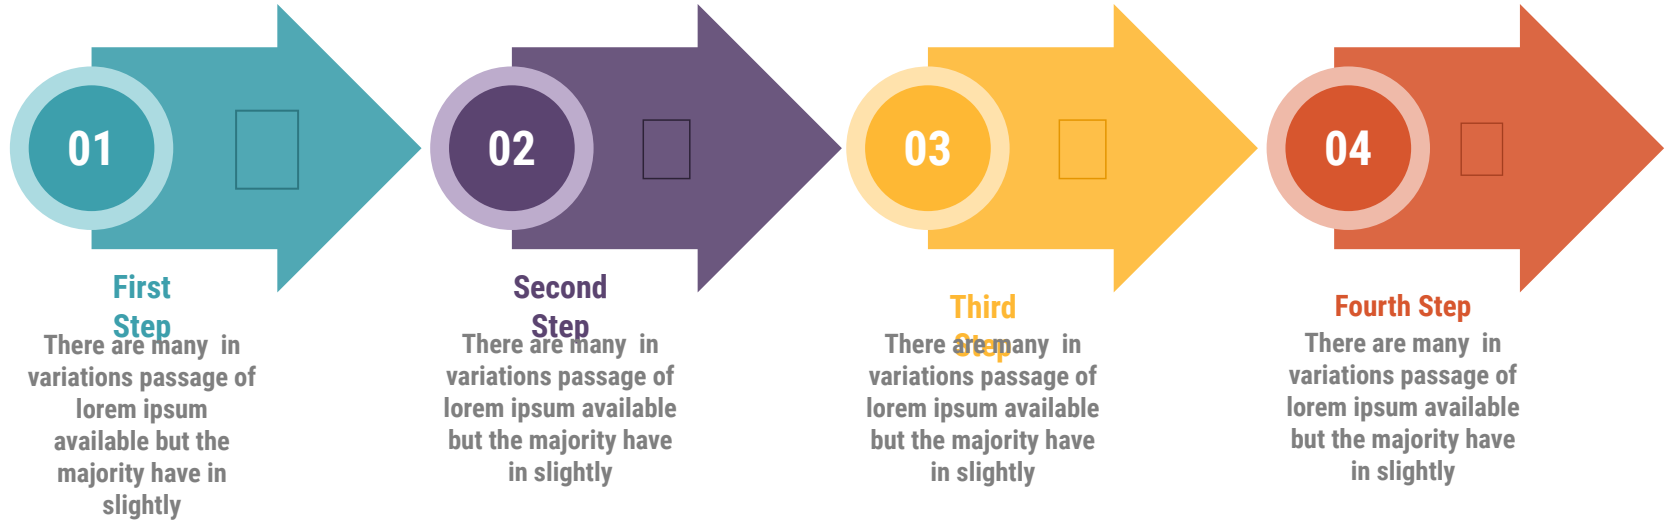 01
02
03
04
First
Step
There are many  in
variations passage of
lorem ipsum
available but the
majority have in
slightly
Second
Step
There are many  in
variations passage of
lorem ipsum available
but the majority have
in slightly
Third
Step
There are many  in
variations passage of
lorem ipsum available
but the majority have
in slightly
Fourth Step
There are many  in
variations passage of
lorem ipsum available
but the majority have
in slightly